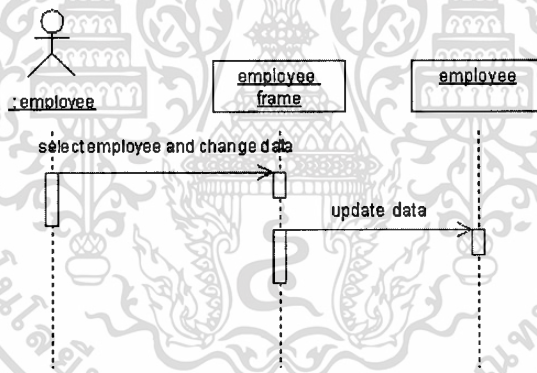 :employee
employee
frame
employee
select employee and change data
update data